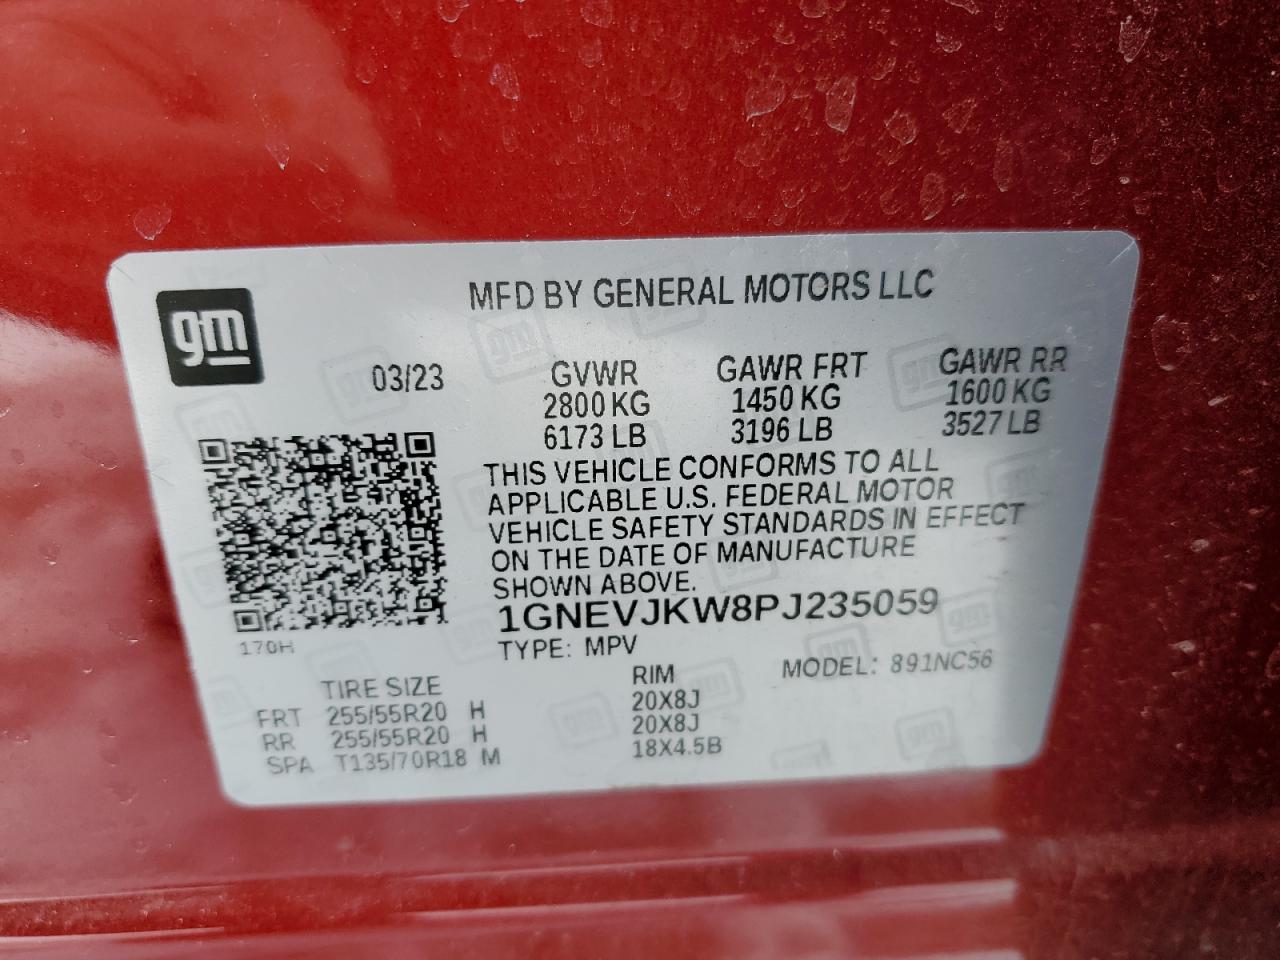 gm
MFD BY GENERAL MOTORS LLC
03/23
GVWR GAWR FRT GAWR RR
2800 KG 1450 KG 1600 KG
6173 LB 3196 LB 3527 LB
THIS VEHICLE CONFORMS TO ALL
APPLICABLE U.S. FEDERAL MOTOR
VEHICLE SAFETY STANDARDS IN EFFECT
ON THE DATE OF MANUFACTURE
SHOWN ABOVE.
1GNEVJKW8PJ235059
170H
TYPE: MPV MODEL: 891NC56
TIRE SIZE RIM
FRT 255/55R20 H 20X8J
RR 255/55R20 H 20X8J
SPA T135/70R18 M 18X4.5B